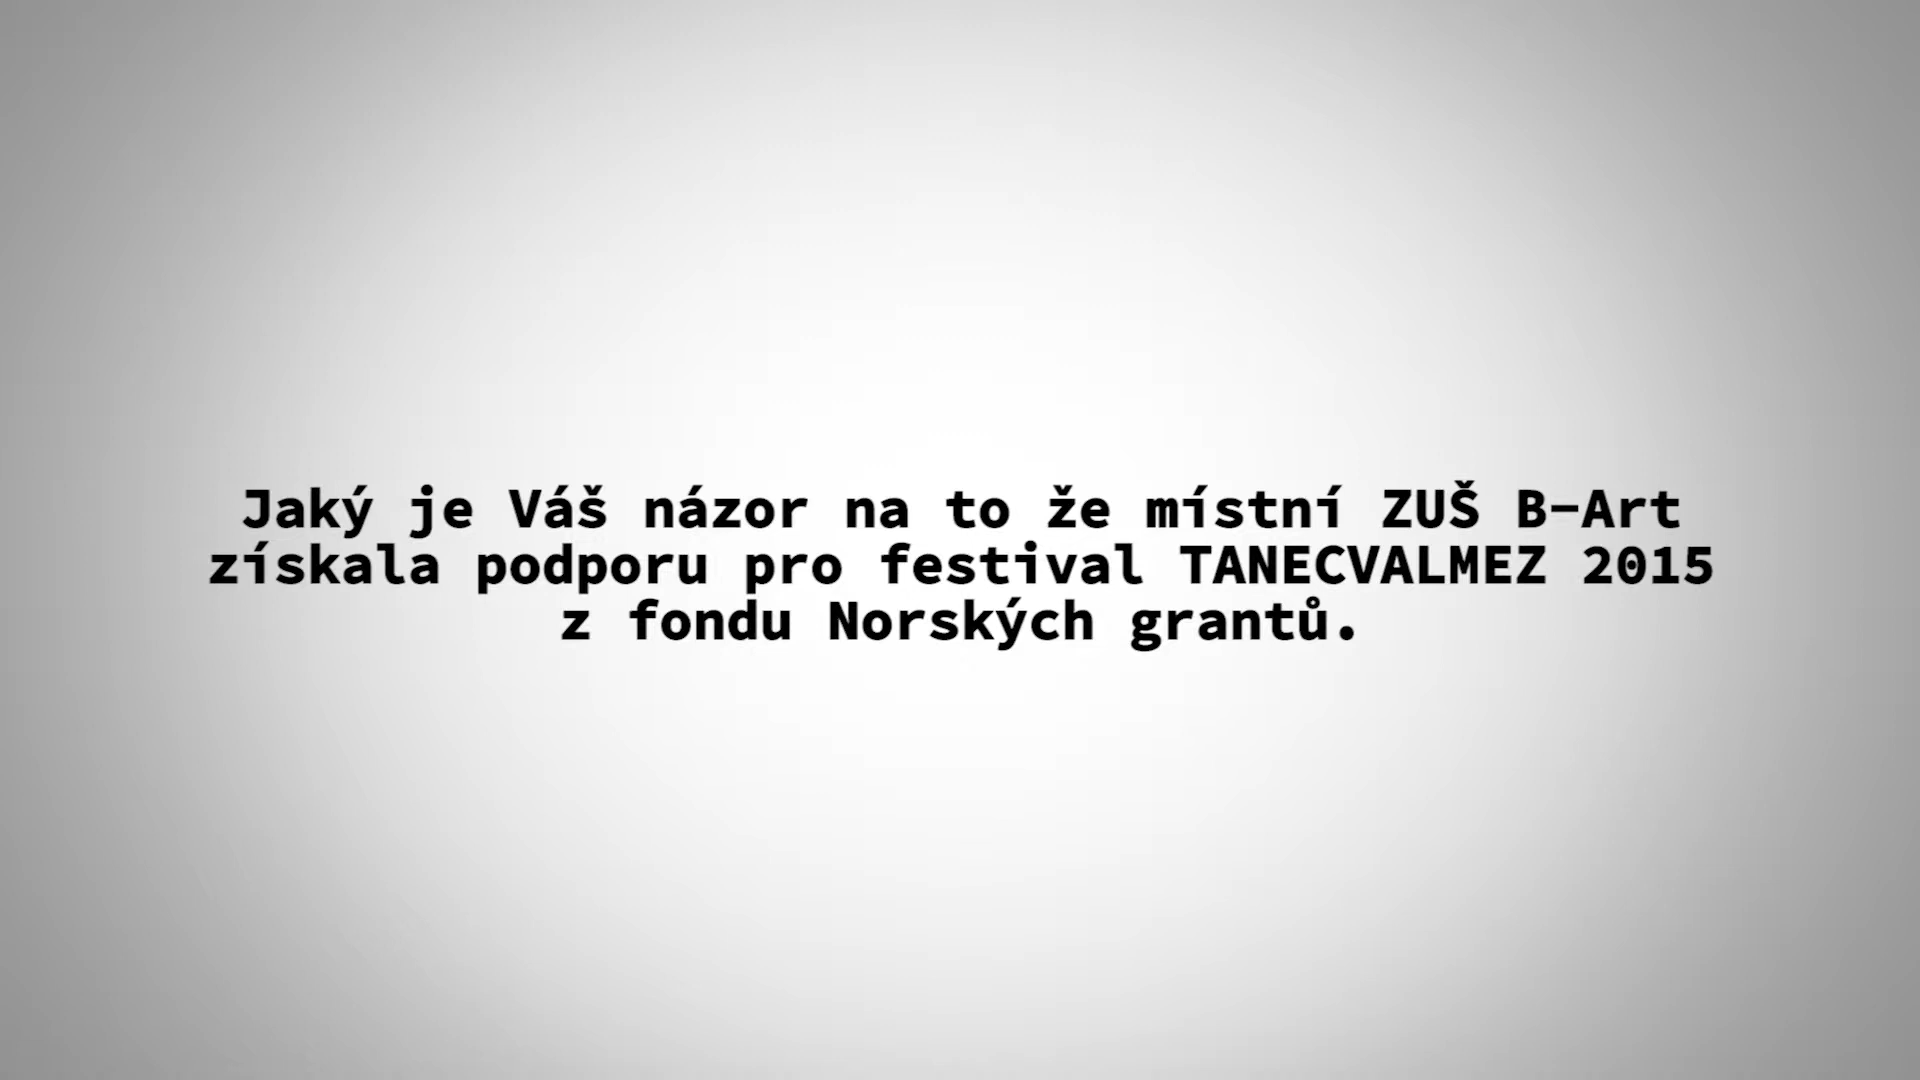 Jaký je Váš názor na to že místní ZUŠ B-Art
získala podporu pro festival TANECVALMEZ 2015
z fondu Norských grantů.